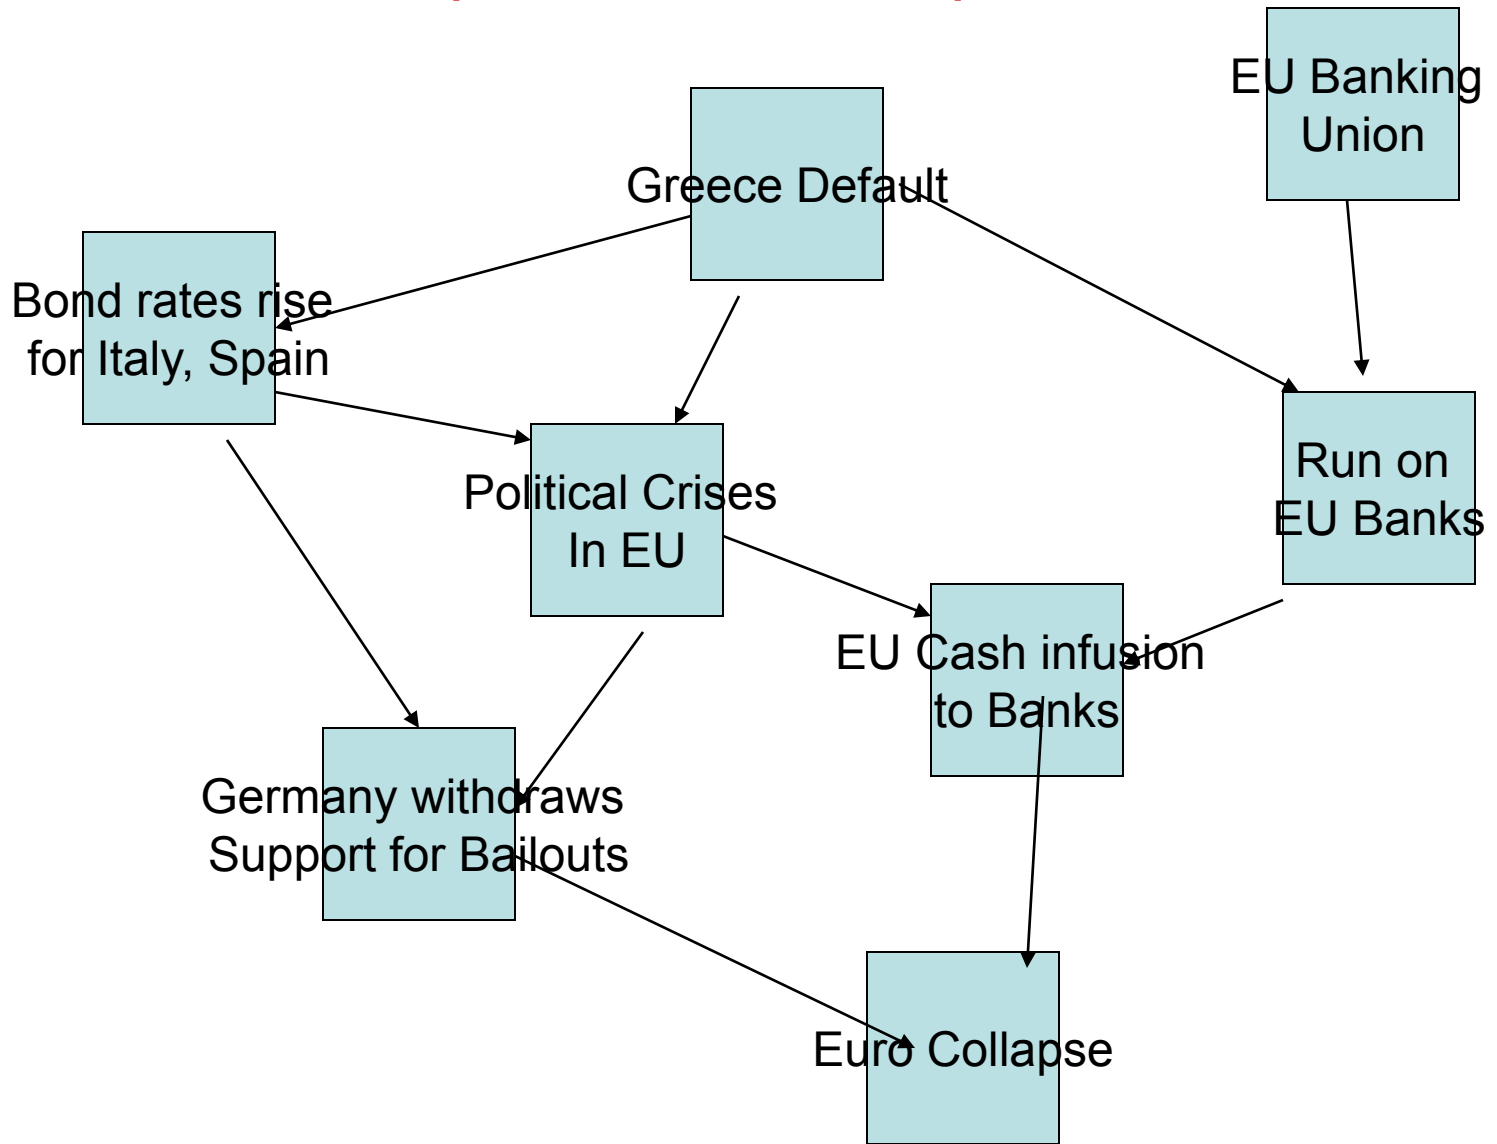 EU Banking
Union
Greece Default
Bond rates rise
for Italy, Spain
Political Crises
In EU
Run on
EU Banks
EU Cash infusion
to Banks
Germany withdraws
Support for Bailouts
Euro Collapse